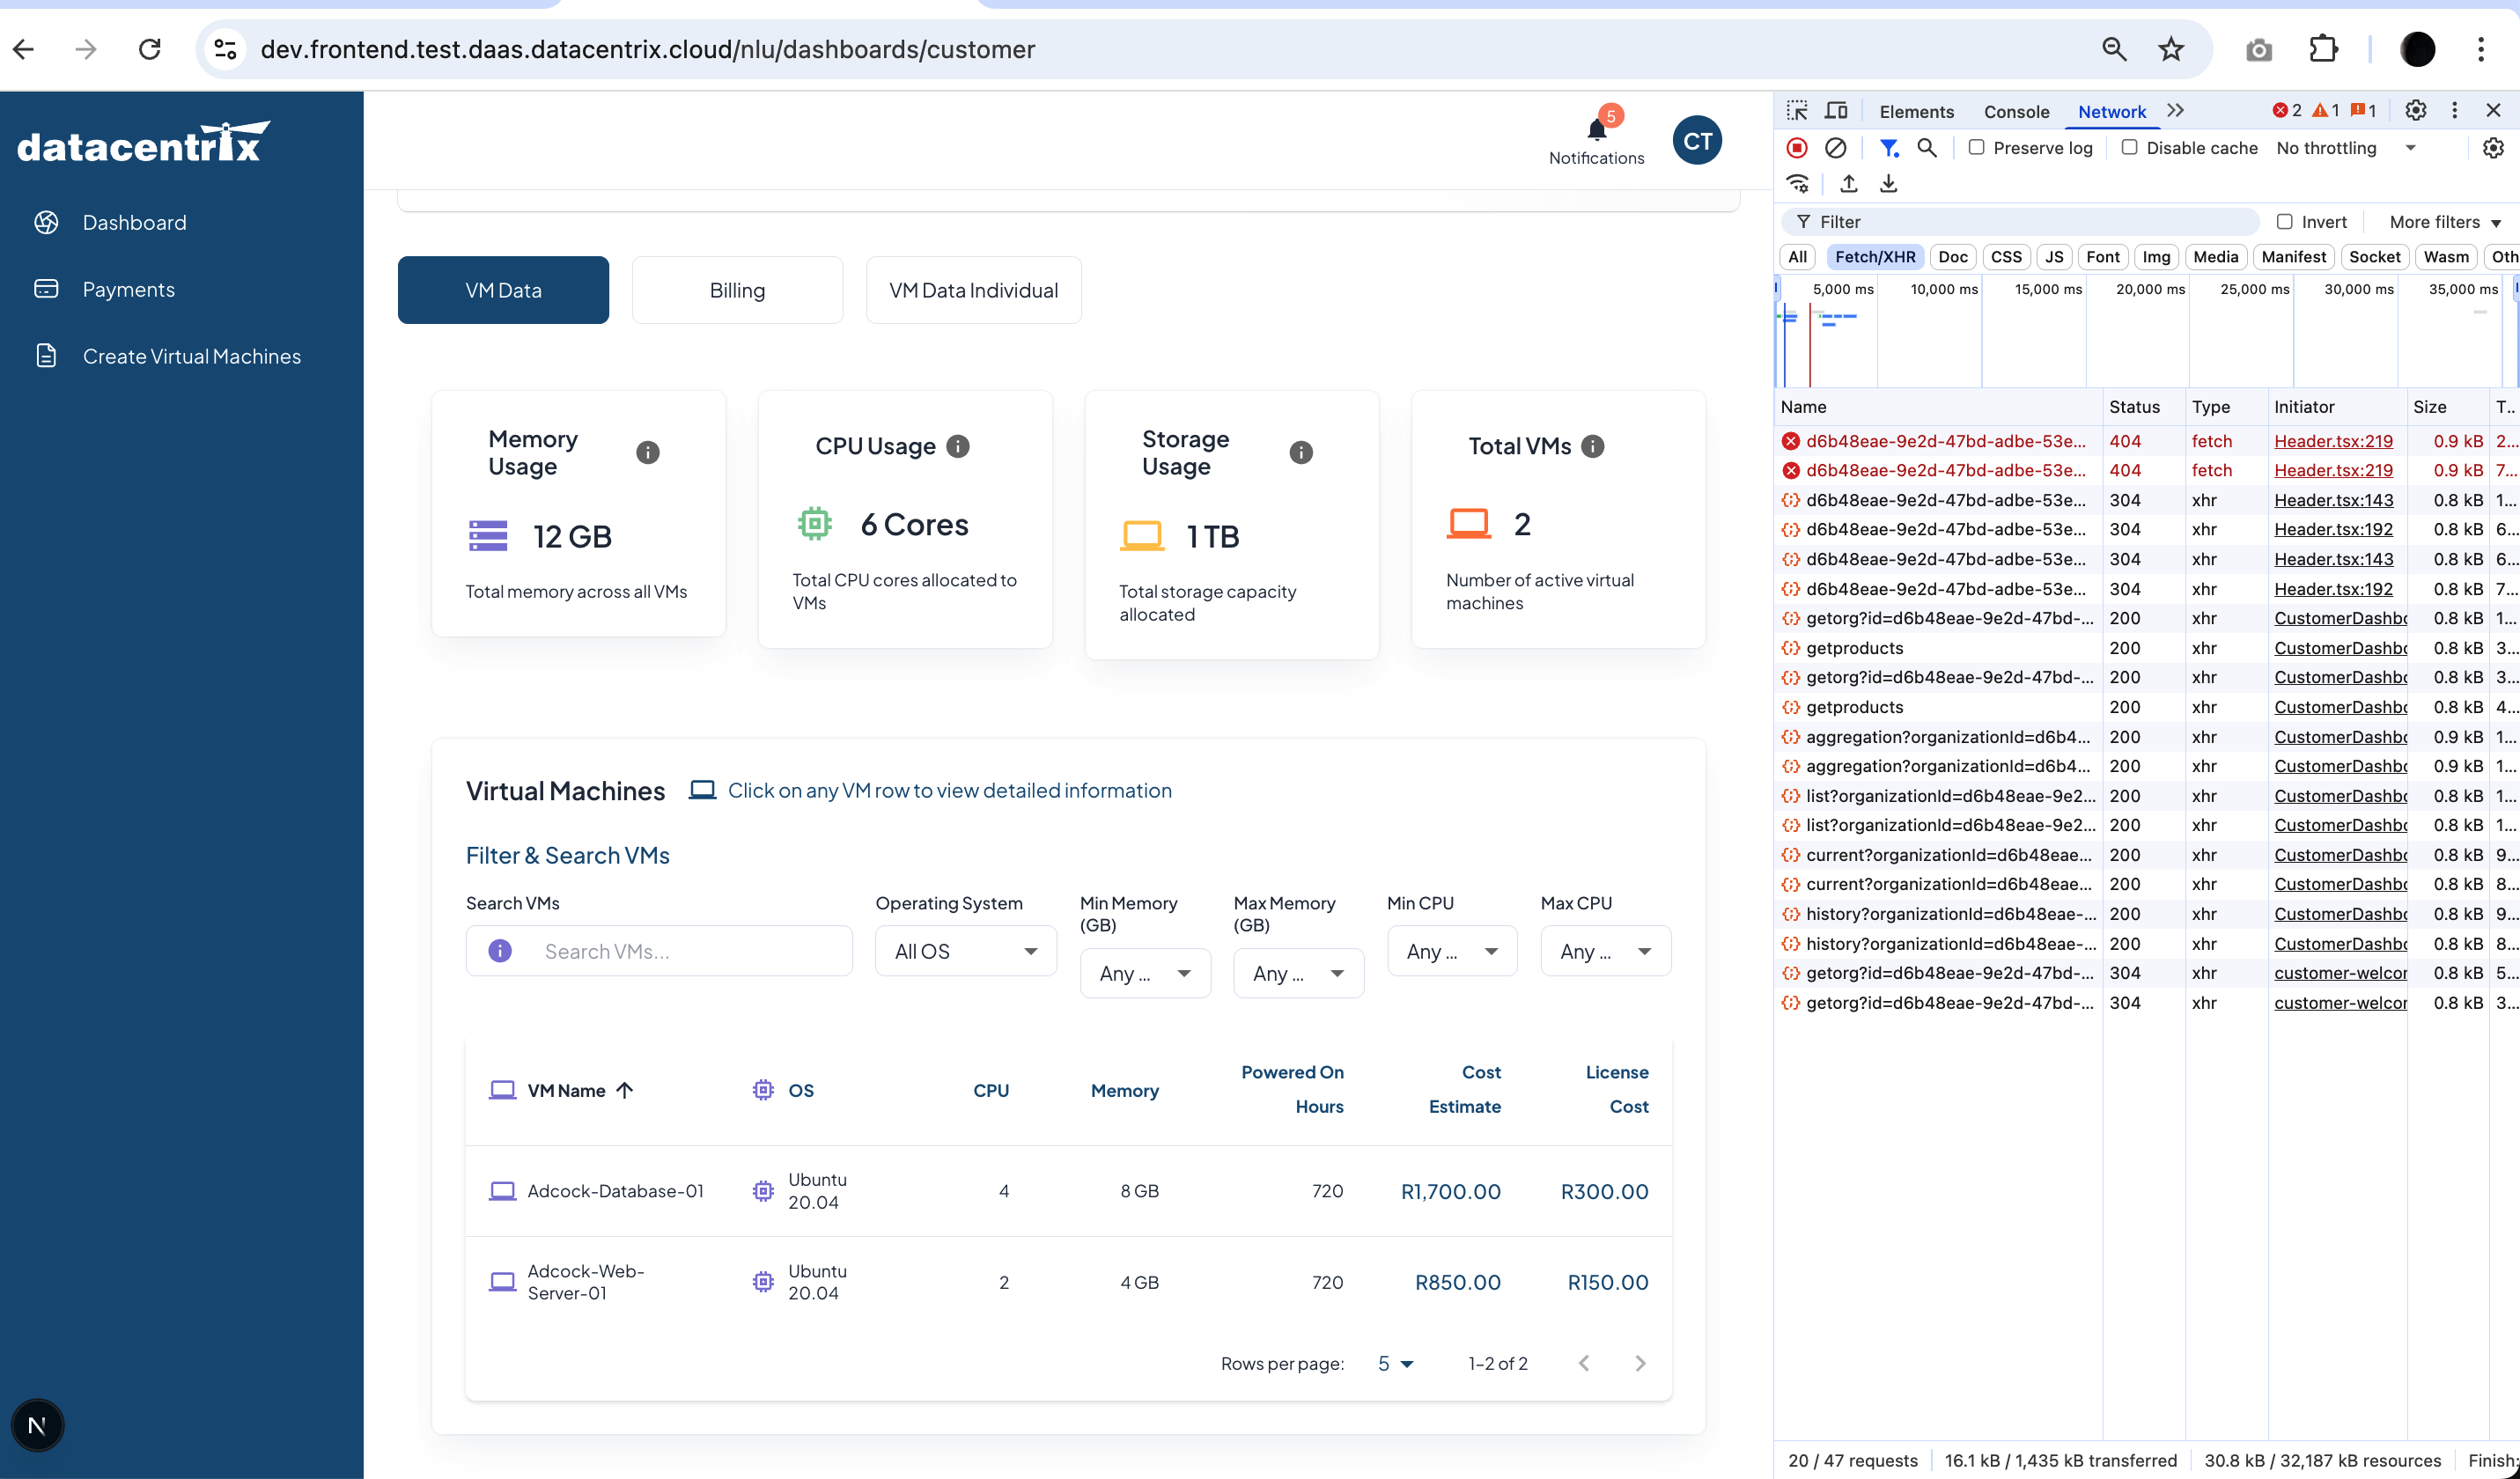 dev.frontend.test.daas.datacentrix.cloud/nlu/dashboards/customer
datacentrix
Dashboard
Payments
Create Virtual Machines
N
5
Notifications
CT
VM Data
Billing
VM Data Individual
Memory
Usage
12 GB
Total memory across all VMs
CPU Usage
6 Cores
Total CPU cores allocated to
VMs
Storage
Usage
1 TB
Total storage capacity
allocated
Total VMs
2
Number of active virtual
machines
Virtual Machines
Click on any VM row to view detailed information
Filter & Search VMs
Search VMs
Search VMs...
Operating System
All OS
Min Memory
(GB)
Any ...
Max Memory
(GB)
Any ...
Min CPU
Any ...
Max CPU
Any ...
VM Name OS CPU Memory Powered On Hours Cost Estimate License Cost
Adcock-Database-01 Ubuntu 20.04 4 8 GB 720 R1,700.00 R300.00
Adcock-Web-Server-01 Ubuntu 20.04 2 4 GB 720 R850.00 R150.00
Rows per page: 5 1–2 of 2
Elements Console Network 2 1 1
Preserve log Disable cache No throttling
Filter Invert More filters
All Fetch/XHR Doc CSS JS Font Img Media Manifest Socket Wasm Oth
5,000 ms 10,000 ms 15,000 ms 20,000 ms 25,000 ms 30,000 ms 35,000 ms
Name Status Type Initiator Size T..
d6b48eae-9e2d-47bd-adbe-53e... 404 fetch Header.tsx:219 0.9 kB 2...
d6b48eae-9e2d-47bd-adbe-53e... 404 fetch Header.tsx:219 0.9 kB 7...
d6b48eae-9e2d-47bd-adbe-53e... 304 xhr Header.tsx:143 0.8 kB 1...
d6b48eae-9e2d-47bd-adbe-53e... 304 xhr Header.tsx:192 0.8 kB 6...
d6b48eae-9e2d-47bd-adbe-53e... 304 xhr Header.tsx:143 0.8 kB 6...
d6b48eae-9e2d-47bd-adbe-53e... 304 xhr Header.tsx:192 0.8 kB 7...
getorg?id=d6b48eae-9e2d-47bd-... 200 xhr CustomerDashbo 0.8 kB 1...
getproducts 200 xhr CustomerDashbo 0.8 kB 3...
getorg?id=d6b48eae-9e2d-47bd-... 200 xhr CustomerDashbo 0.8 kB 3...
getproducts 200 xhr CustomerDashbo 0.8 kB 4...
aggregation?organizationId=d6b4... 200 xhr CustomerDashbo 0.9 kB 1...
aggregation?organizationId=d6b4... 200 xhr CustomerDashbo 0.9 kB 1...
list?organizationId=d6b48eae-9e2... 200 xhr CustomerDashbo 0.8 kB 1...
list?organizationId=d6b48eae-9e2... 200 xhr CustomerDashbo 0.8 kB 1...
current?organizationId=d6b48eae... 200 xhr CustomerDashbo 0.8 kB 9...
current?organizationId=d6b48eae... 200 xhr CustomerDashbo 0.8 kB 8...
history?organizationId=d6b48eae-... 200 xhr CustomerDashbo 0.8 kB 9...
history?organizationId=d6b48eae-... 200 xhr CustomerDashbo 0.8 kB 8...
getorg?id=d6b48eae-9e2d-47bd-... 304 xhr customer-welcor 0.8 kB 5...
getorg?id=d6b48eae-9e2d-47bd-... 304 xhr customer-welcor 0.8 kB 3...
20 / 47 requests 16.1 kB / 1,435 kB transferred 30.8 kB / 32,187 kB resources Finish: